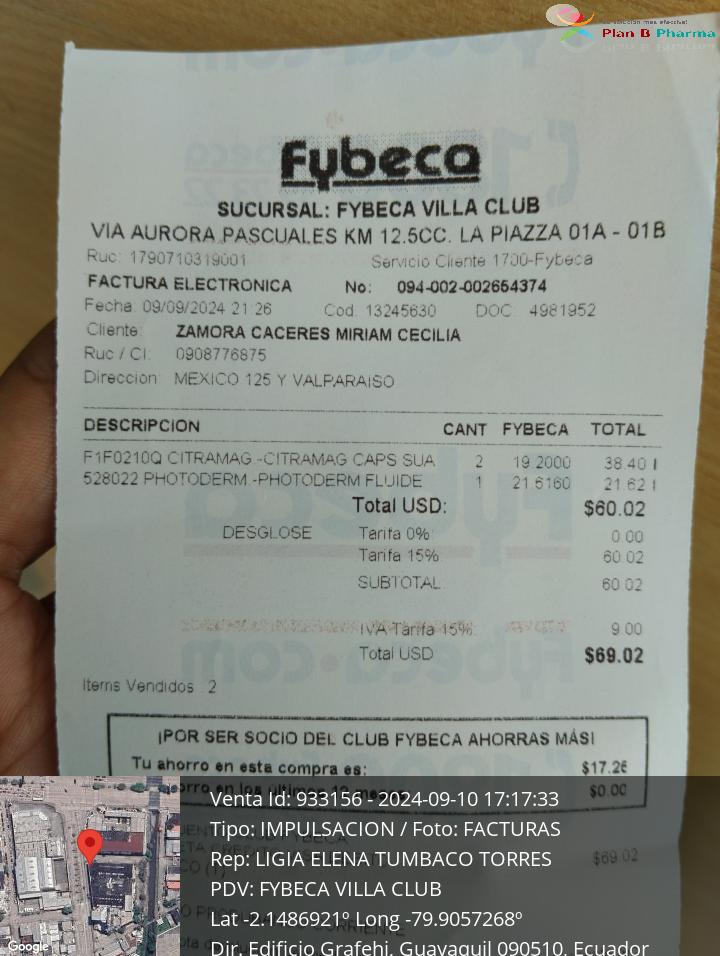 Plan B Pharma
Fybeca
SUCURSAL: FYBECA VILLA CLUB
VIA AURORA PASCUALES KM 12.5CC. LA PIAZZA 01A - 01B
Ruc: 1790710319001 Servicio Cliente 1700-Fybeca
FACTURA ELECTRONICA No: 094-002-002654374
Fecha: 09/09/2024 21:26 Cod. 13245630 DOC: 4981952
Cliente: ZAMORA CACERES MIRIAM CECILIA
Ruc / CI: 0908776875
Direccion: MEXICO 125 Y VALPARAISO
DESCRIPCION CANT FYBECA TOTAL
F1F0210Q CITRAMAG -CITRAMAG CAPS SUA 2 19.2000 38.40 I
528022 PHOTODERM -PHOTODERM FLUIDE 1 21.6160 21.62 I
Total USD: $60.02
DESGLOSE Tarifa 0% 0.00
Tarifa 15% 60.02
SUBTOTAL 60.02
IVA Tarifa 15% 9.00
Total USD $69.02
Items Vendidos : 2
¡POR SER SOCIO DEL CLUB FYBECA AHORRAS MÁS!
Tu ahorro en esta compra es: $17.26
$0.00
$69.02
Venta Id: 933156 - 2024-09-10 17:17:33
Tipo: IMPULSACION / Foto: FACTURAS
Rep: LIGIA ELENA TUMBACO TORRES
PDV: FYBECA VILLA CLUB
Lat -2.1486921º Long -79.9057268º
Dir. Edificio Grafehi, Guayaquil 090510, Ecuador
Google